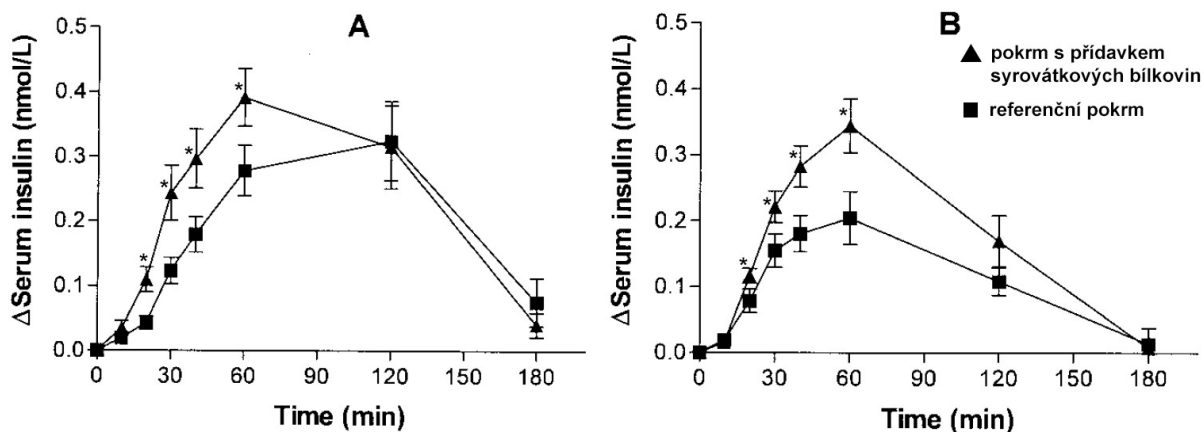 A
ΔSerum insulin (nmol/L)
0.5
0.4
0.3
0.2
0.1
0.0
*
*
*
*
*
0 30 60 90 120 150 180
Time (min)
B
ΔSerum insulin (nmol/L)
0.5
0.4
0.3
0.2
0.1
0.0
*
*
*
*
*
0 30 60 90 120 150 180
Time (min)
pokrm s přídavkem
syrovátkových bílkovin
referenční pokrm